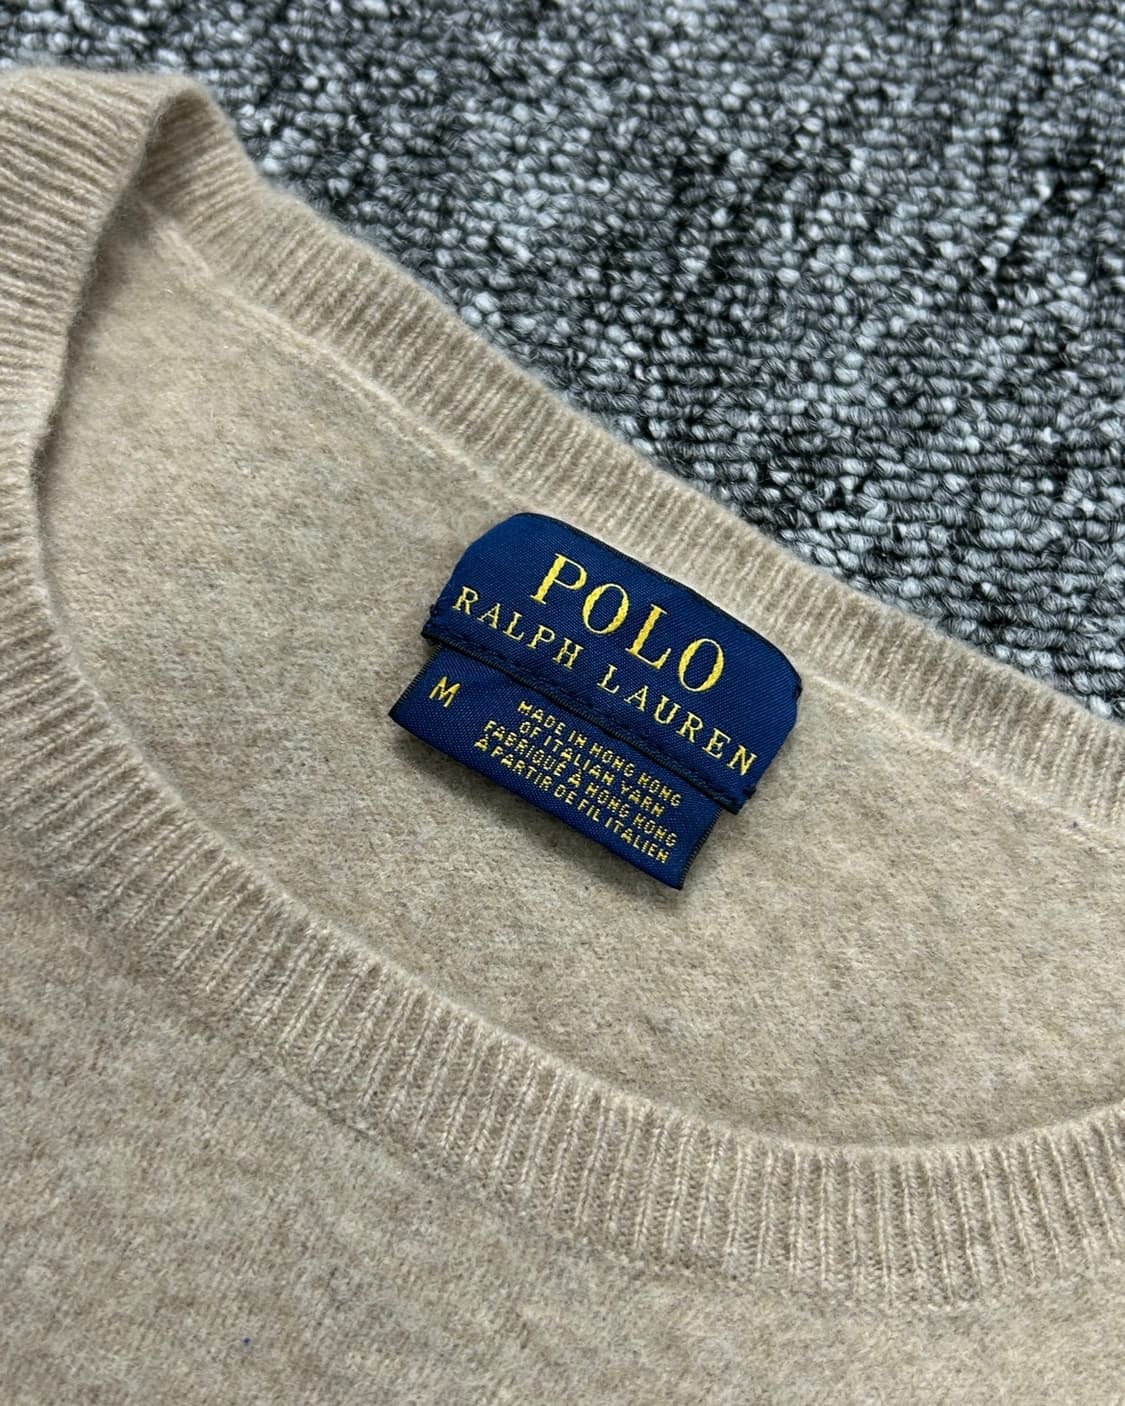 POLO
RALPH LAUREN
M
MADE IN HONG KONG
OF ITALIAN YARN
FABRIQUÉ À HONG KONG
À PARTIR DE FIL ITALIEN